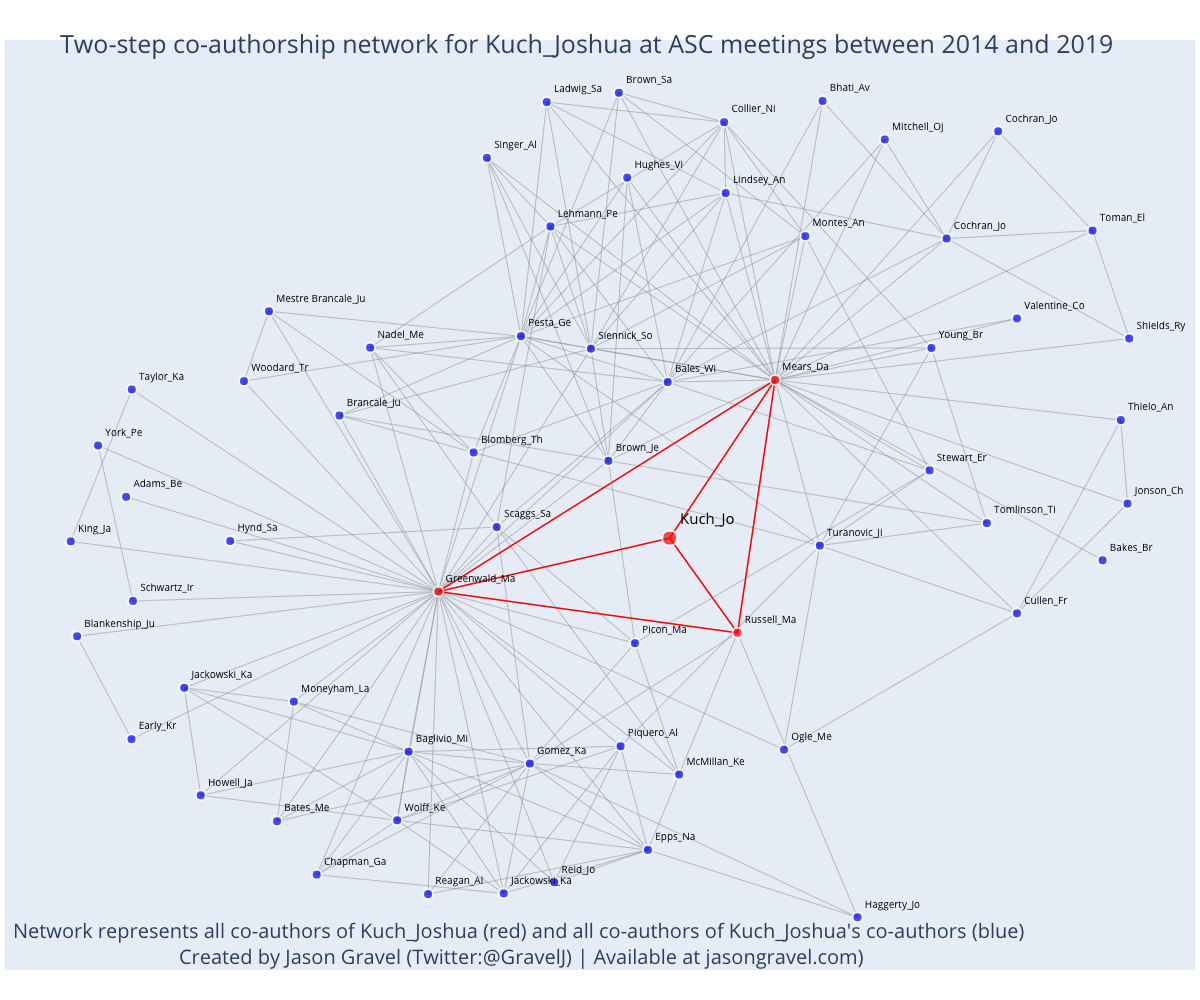 Two-step co-authorship network for Kuch_Joshua at ASC meetings between 2014 and 2019
Brown_Sa
Ladwig_Sa
Bhati_Av
Collier_Ni
Cochran_Jo
Mitchell_Oj
Singer_Al
Hughes_Vi
Lindsey_An
Lehmann_Pe
Toman_El
Montes_An
Cochran_Jo
Mestre Brancale_Ju
Valentine_Co
Pesta_Ge
Shields_Ry
Nadel_Me
Siennick_So
Young_Br
Woodard_Tr
Bales_Wi
Mears_Da
Taylor_Ka
Brancale_Ju
Thielo_An
York_Pe
Blomberg_Th
Brown_Je
Stewart_Er
Adams_Be
Jonson_Ch
Scaggs_Sa
Kuch_Jo
Tomlinson_Ti
King_Ja
Hynd_Sa
Turanovic_Ji
Bakes_Br
Greenwald_Ma
Schwartz_Ir
Cullen_Fr
Blankenship_Ju
Picon_Ma
Russell_Ma
Jackowski_Ka
Moneyham_La
Early_Kr
Baglivio_Mi
Gomez_Ka
Piquero_Al
Ogle_Me
McMillan_Ke
Howell_Ja
Bates_Me
Wolff_Ke
Epps_Na
Chapman_Ga
Reagan_Al
Jackowski_Ka
Reid_Jo
Haggerty_Jo
Network represents all co-authors of Kuch_Joshua (red) and all co-authors of Kuch_Joshua's co-authors (blue)
Created by Jason Gravel (Twitter:@GravelJ) | Available at jasongravel.com)